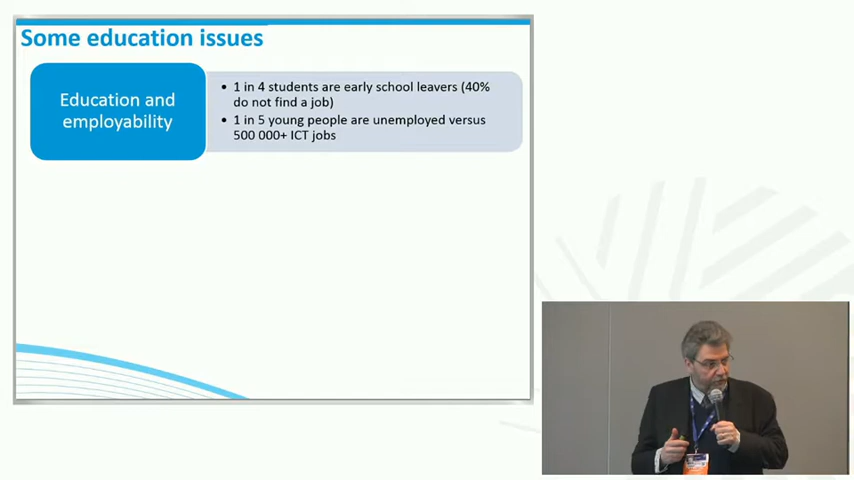 Some education issues
Education and
employability
• 1 in 4 students are early school leavers (40%
do not find a job)
• 1 in 5 young people are unemployed versus
500 000+ ICT jobs